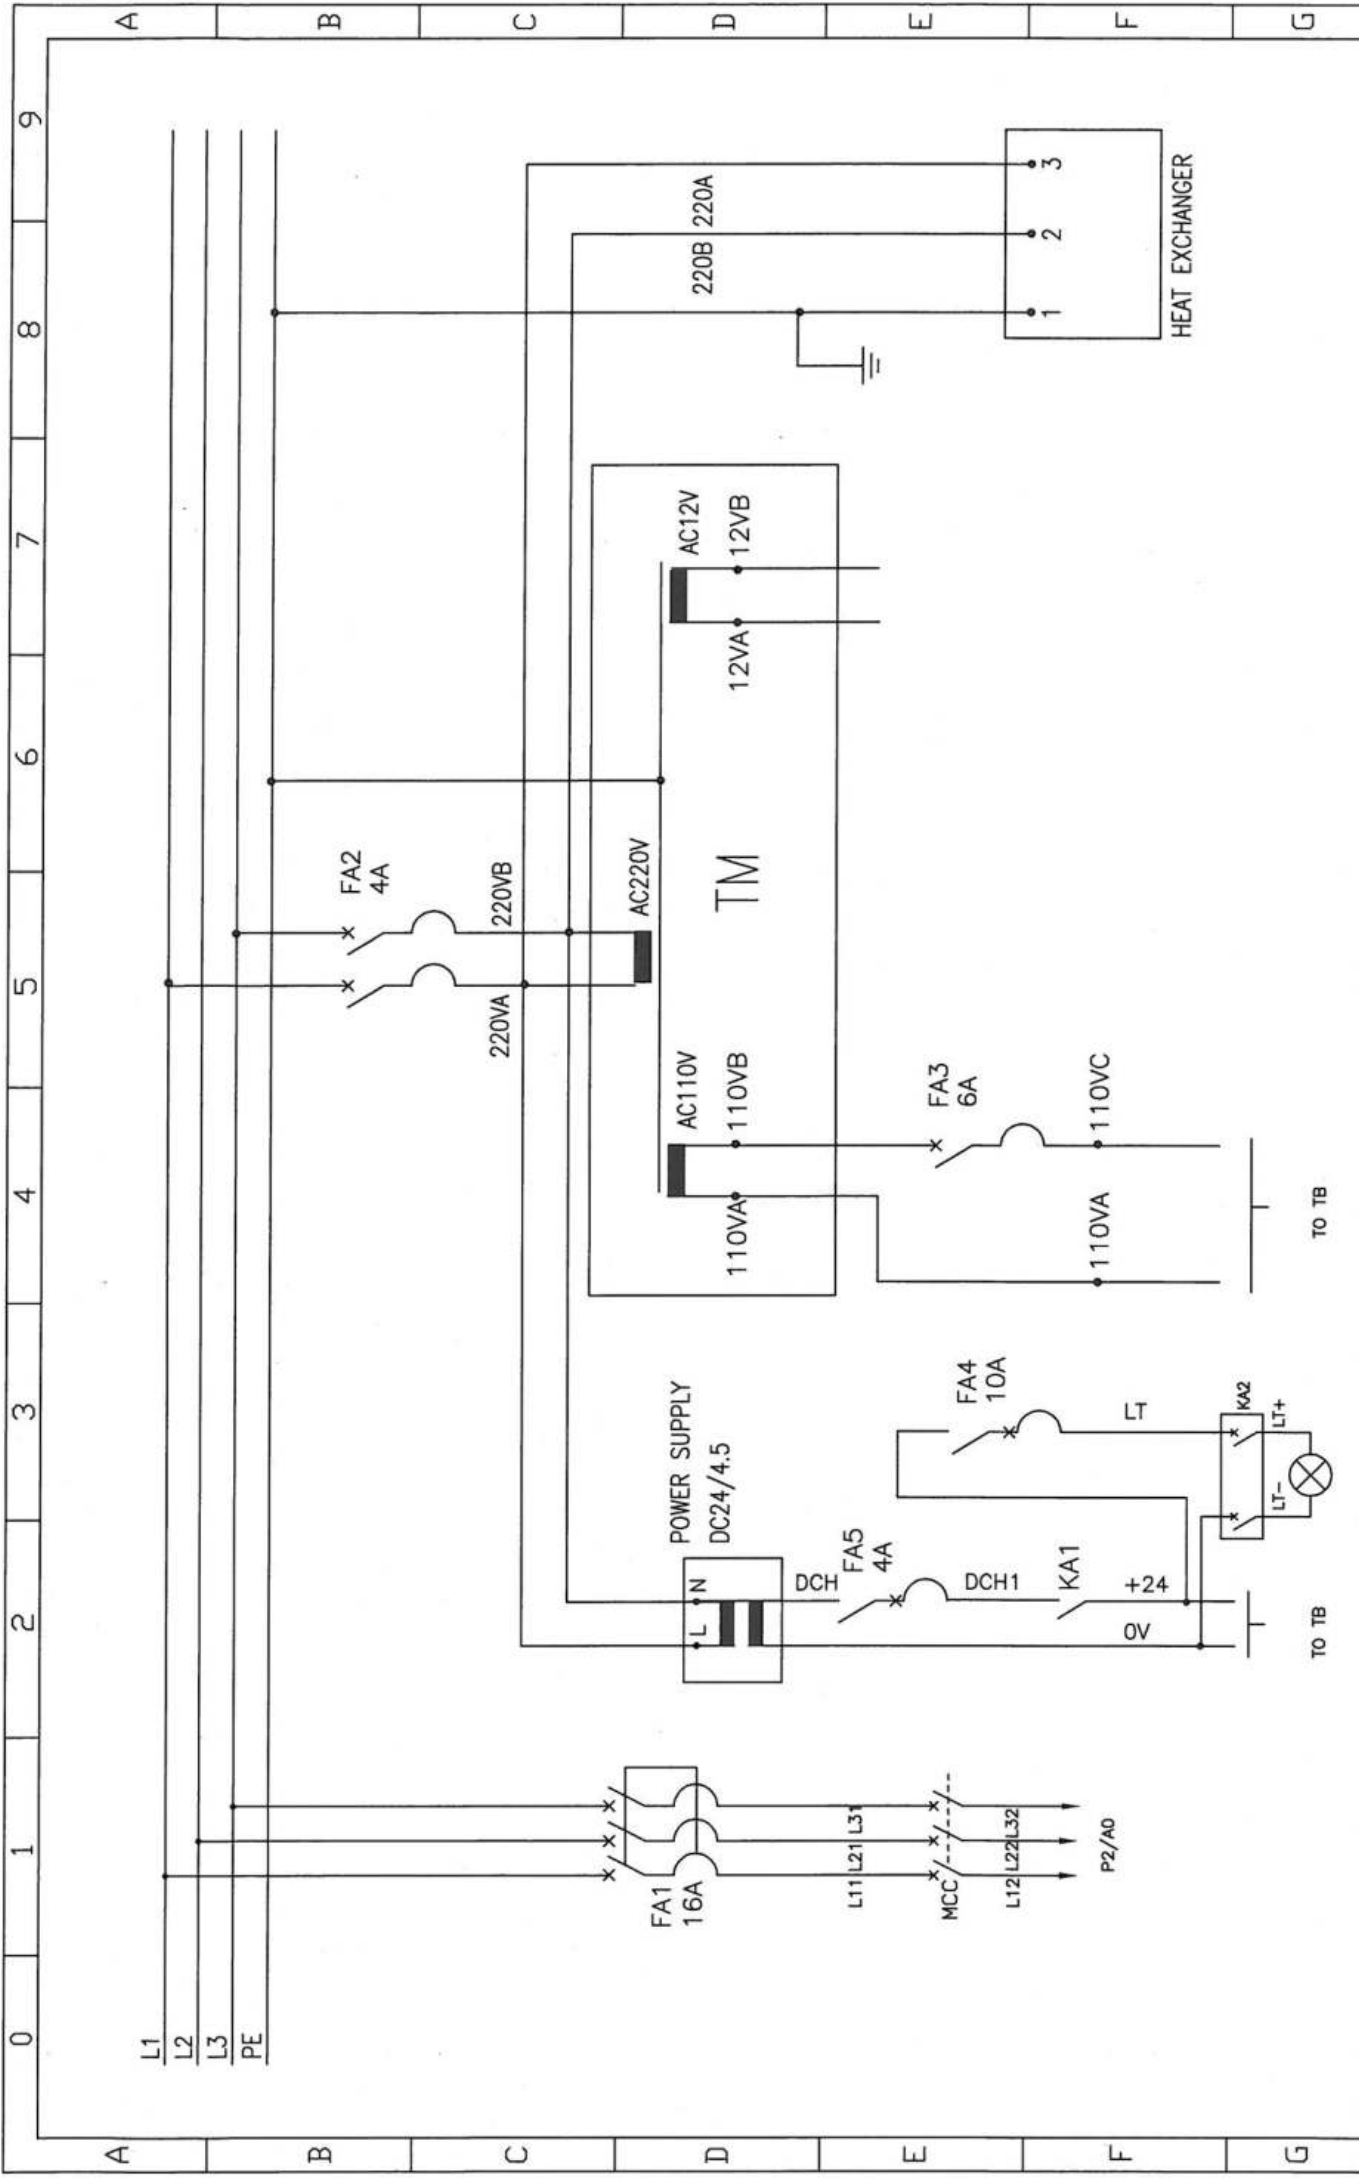 0 1 2 3 4 5 6 7 8 9
A
B
C
D
E
F
G
A
B
C
D
E
F
G
L1
L2
L3
PE
FA1
16A
L11 L21 L31
MCC
L12 L22 L32
P2/A0
POWER SUPPLY
DC24/4.5
L N
DCH
FA5
4A
DCH1
KA1
0V +24
TO TB
FA4
10A
LT
KA2
LT- LT+
FA2
4A
220VA 220VB
AC220V
TM
AC110V
110VA 110VB
FA3
6A
110VA 110VC
TO TB
AC12V
12VA 12VB
220B 220A
1 2 3
HEAT EXCHANGER